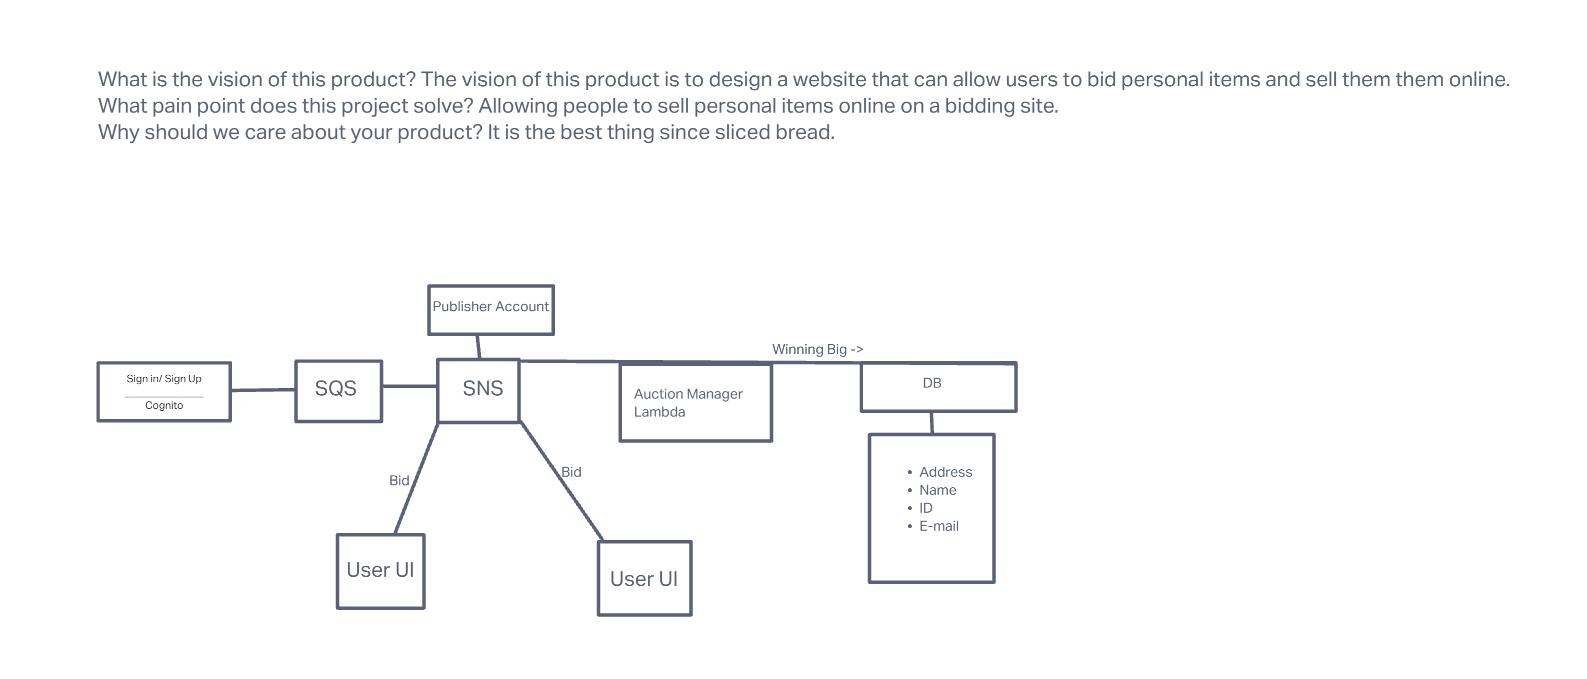 What is the vision of this product? The vision of this product is to design a website that can allow users to bid personal items and sell them them online.
What pain point does this project solve? Allowing people to sell personal items online on a bidding site.
Why should we care about your product? It is the best thing since sliced bread.
Publisher Account
Winning Big ->
Sign in/ Sign Up
Cognito
SQS
SNS
Auction Manager
Lambda
DB
Bid
Bid
• Address
• Name
• ID
• E-mail
User UI
User UI